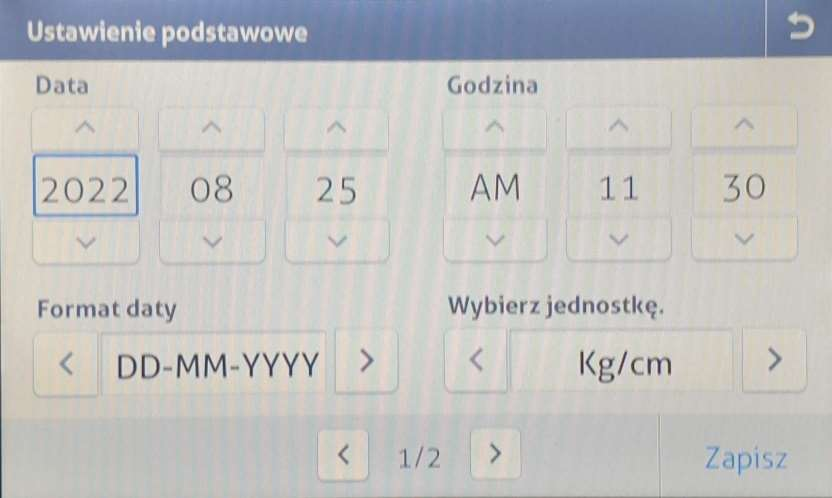 Ustawienie podstawowe
Data
Godzina
2022 08 25 AM 11 30
Format daty
Wybierz jednostkę.
DD-MM-YYYY
Kg/cm
1/2
Zapisz